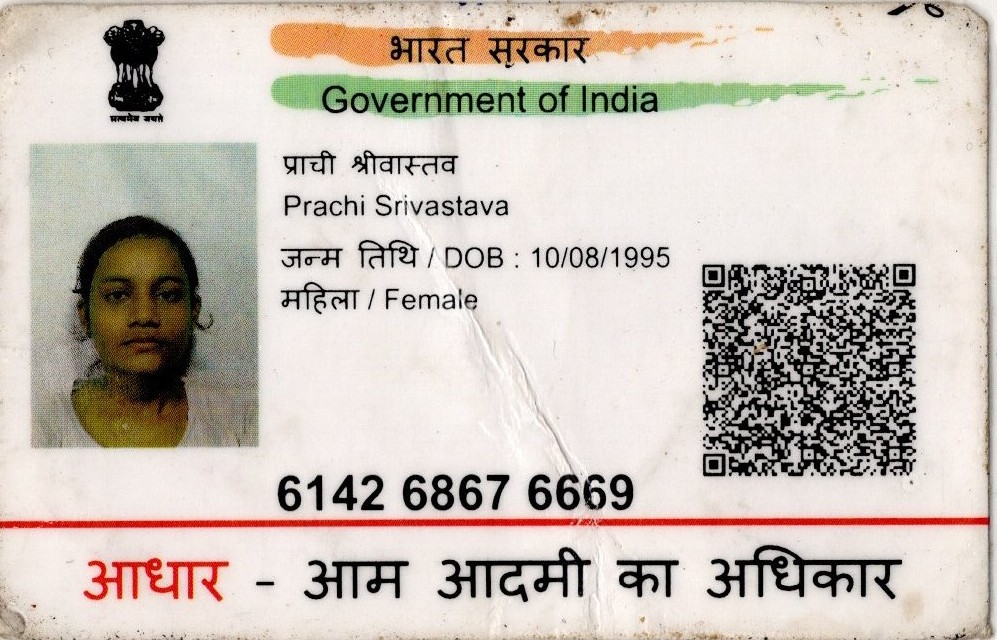 सत्यमेव जयते
भारत सरकार
Government of India
प्राची श्रीवास्तव
Prachi Srivastava
जन्म तिथि / DOB : 10/08/1995
महिला / Female
6142 6867 6669
आधार - आम आदमी का अधिकार